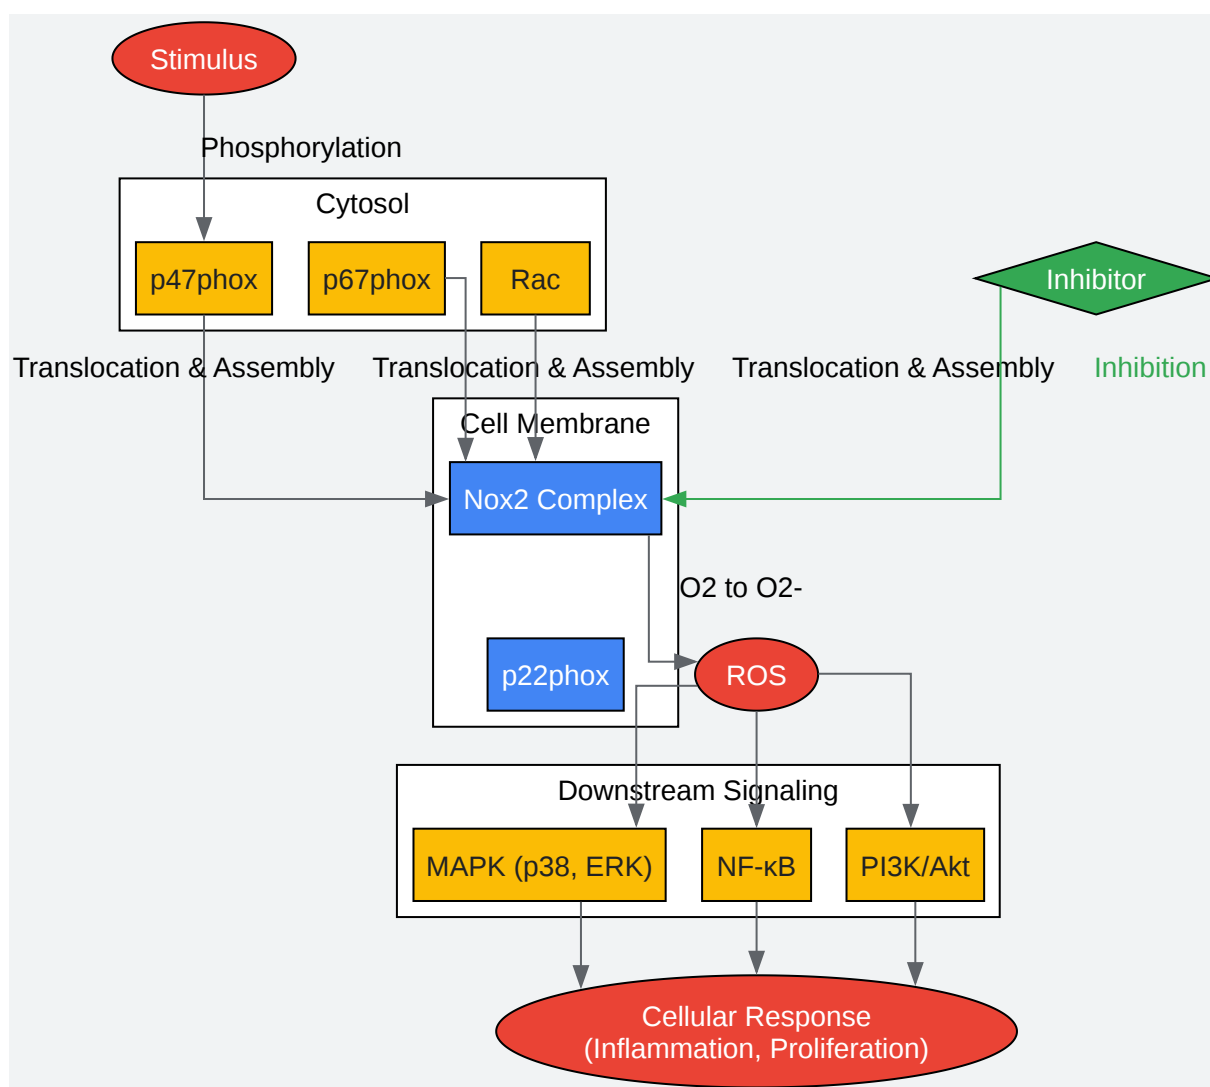 Stimulus
Phosphorylation
Cytosol
p47phox
p67phox
Rac
Inhibitor
Translocation & Assembly
Translocation & Assembly
Translocation & Assembly
Inhibition
Cell Membrane
Nox2 Complex
O2 to O2-
p22phox
ROS
Downstream Signaling
MAPK (p38, ERK)
NF-κB
PI3K/Akt
Cellular Response
(Inflammation, Proliferation)